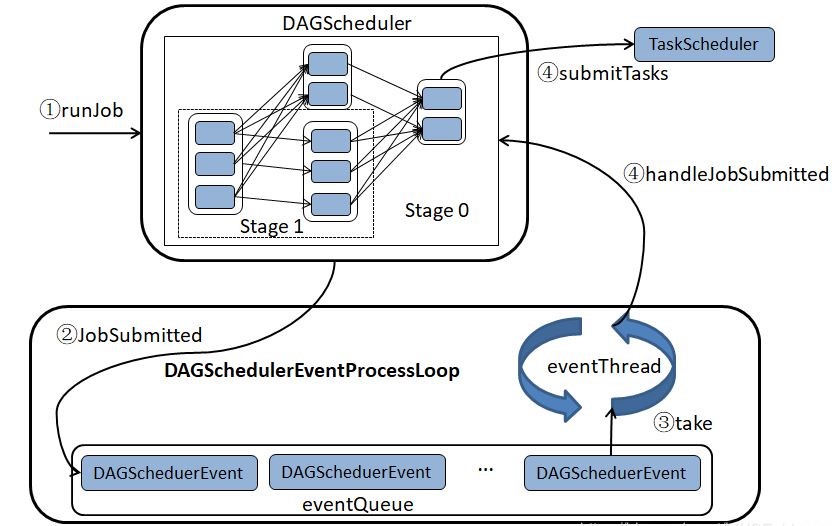 DAGScheduler
TaskScheduler
④submitTasks
①runJob
④handleJobSubmitted
Stage 0
Stage 1
②JobSubmitted
DAGSchedulerEventProcessLoop
eventThread
③take
DAGScheduerEvent
DAGScheduerEvent
...
DAGScheduerEvent
eventQueue